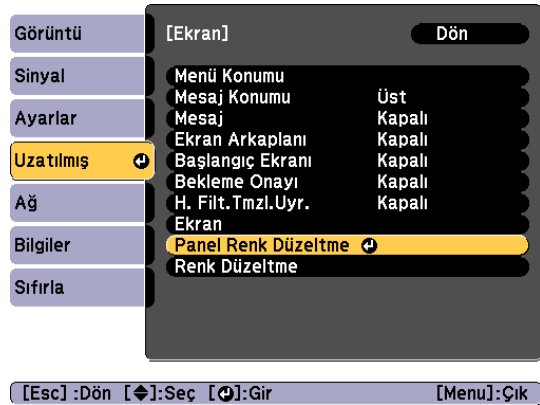 Görüntü
Sinyal
Ayarlar
Uzatılmış
Ağ
Bilgiler
Sıfırla
[Ekran] Dön
Menü Konumu
Mesaj Konumu Üst
Mesaj Kapalı
Ekran Arkaplanı Kapalı
Başlangıç Ekranı Kapalı
Bekleme Onayı Kapalı
H. Filt.Tmzl.Uyr. Kapalı
Ekran
Panel Renk Düzeltme
Renk Düzeltme
[Esc] :Dön [◆]:Seç [⏎]:Gir [Menu]:Çık